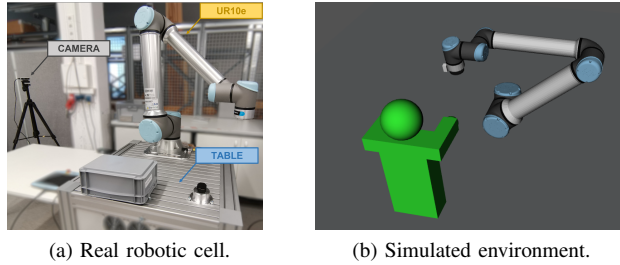 UR10e
CAMERA
TABLE
(a) Real robotic cell.
(b) Simulated environment.